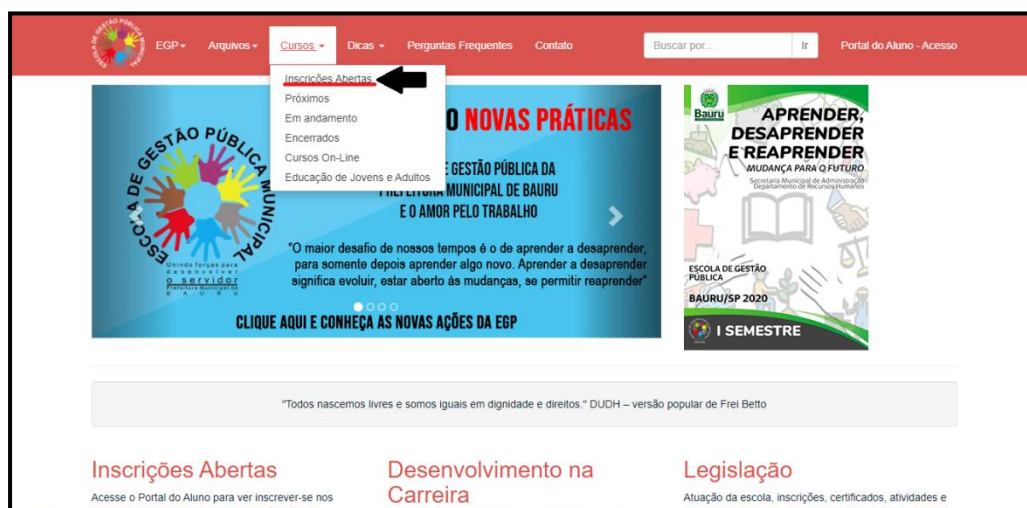 EGP
Arquivos
Cursos
Dicas
Perguntas Frequentes
Contato
Buscar por...
Ir
Portal do Aluno - Acesso
Inscrições Abertas
Próximos
Em andamento
Encerrados
Cursos On-Line
Educação de Jovens e Adultos
ESCOLA DE GESTÃO PÚBLICA MUNICIPAL
Unindo forças para
desenvolver
o servidor
Prefeitura Municipal de
BAURU
O NOVAS PRÁTICAS
E GESTÃO PÚBLICA DA
PREFEITURA MUNICIPAL DE BAURU
E O AMOR PELO TRABALHO
"O maior desafio de nossos tempos é o de aprender a desaprender,
para somente depois aprender algo novo. Aprender a desaprender
significa evoluir, estar aberto às mudanças, se permitir reaprender"
CLIQUE AQUI E CONHEÇA AS NOVAS AÇÕES DA EGP
Bauru
APRENDER,
DESAPRENDER
E REAPRENDER
MUDANÇA PARA O FUTURO
Secretaria Municipal de Administração
Departamento de Recursos Humanos
ESCOLA DE GESTÃO
PÚBLICA
BAURU/SP 2020
I SEMESTRE
"Todos nascemos livres e somos iguais em dignidade e direitos." DUDH – versão popular de Frei Betto
Inscrições Abertas
Acesse o Portal do Aluno para ver inscrever-se nos
Desenvolvimento na
Carreira
Legislação
Atuação da escola, inscrições, certificados, atividades e